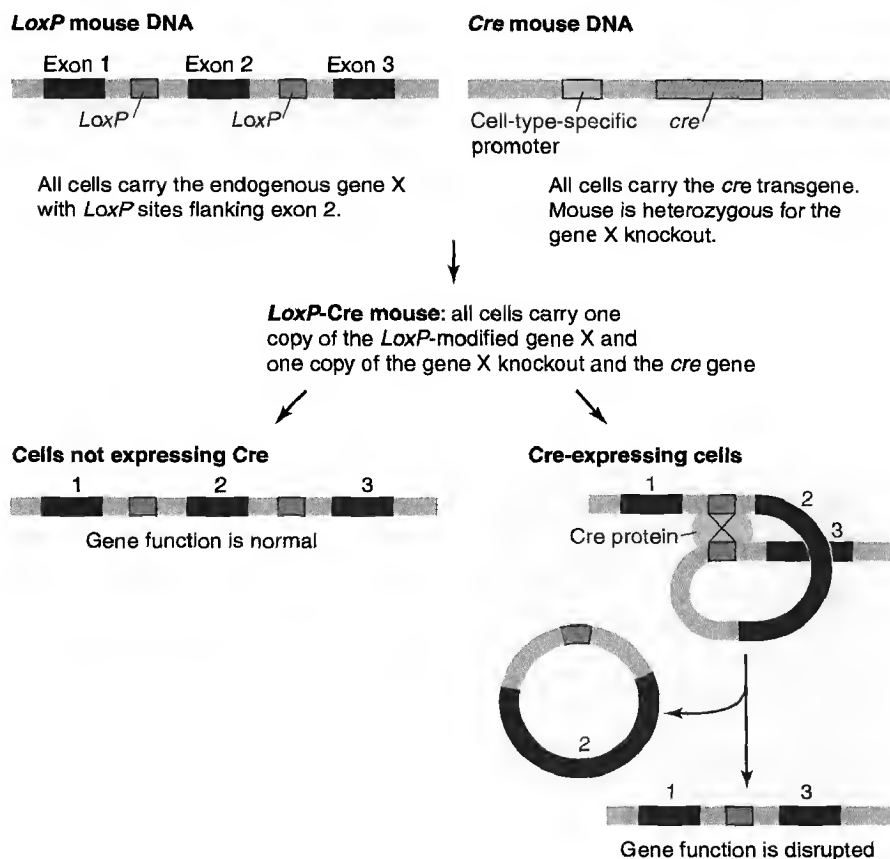 LoxP mouse DNA
Exon 1 Exon 2 Exon 3
LoxP LoxP
All cells carry the endogenous gene X
with LoxP sites flanking exon 2.
Cre mouse DNA
Cell-type-specific
promoter
cre
All cells carry the cre transgene.
Mouse is heterozygous for the
gene X knockout.
LoxP-Cre mouse: all cells carry one
copy of the LoxP-modified gene X and
one copy of the gene X knockout and the cre gene
Cells not expressing Cre
1 2 3
Gene function is normal
Cre-expressing cells
1 2
Cre protein 3
2
1 3
Gene function is disrupted